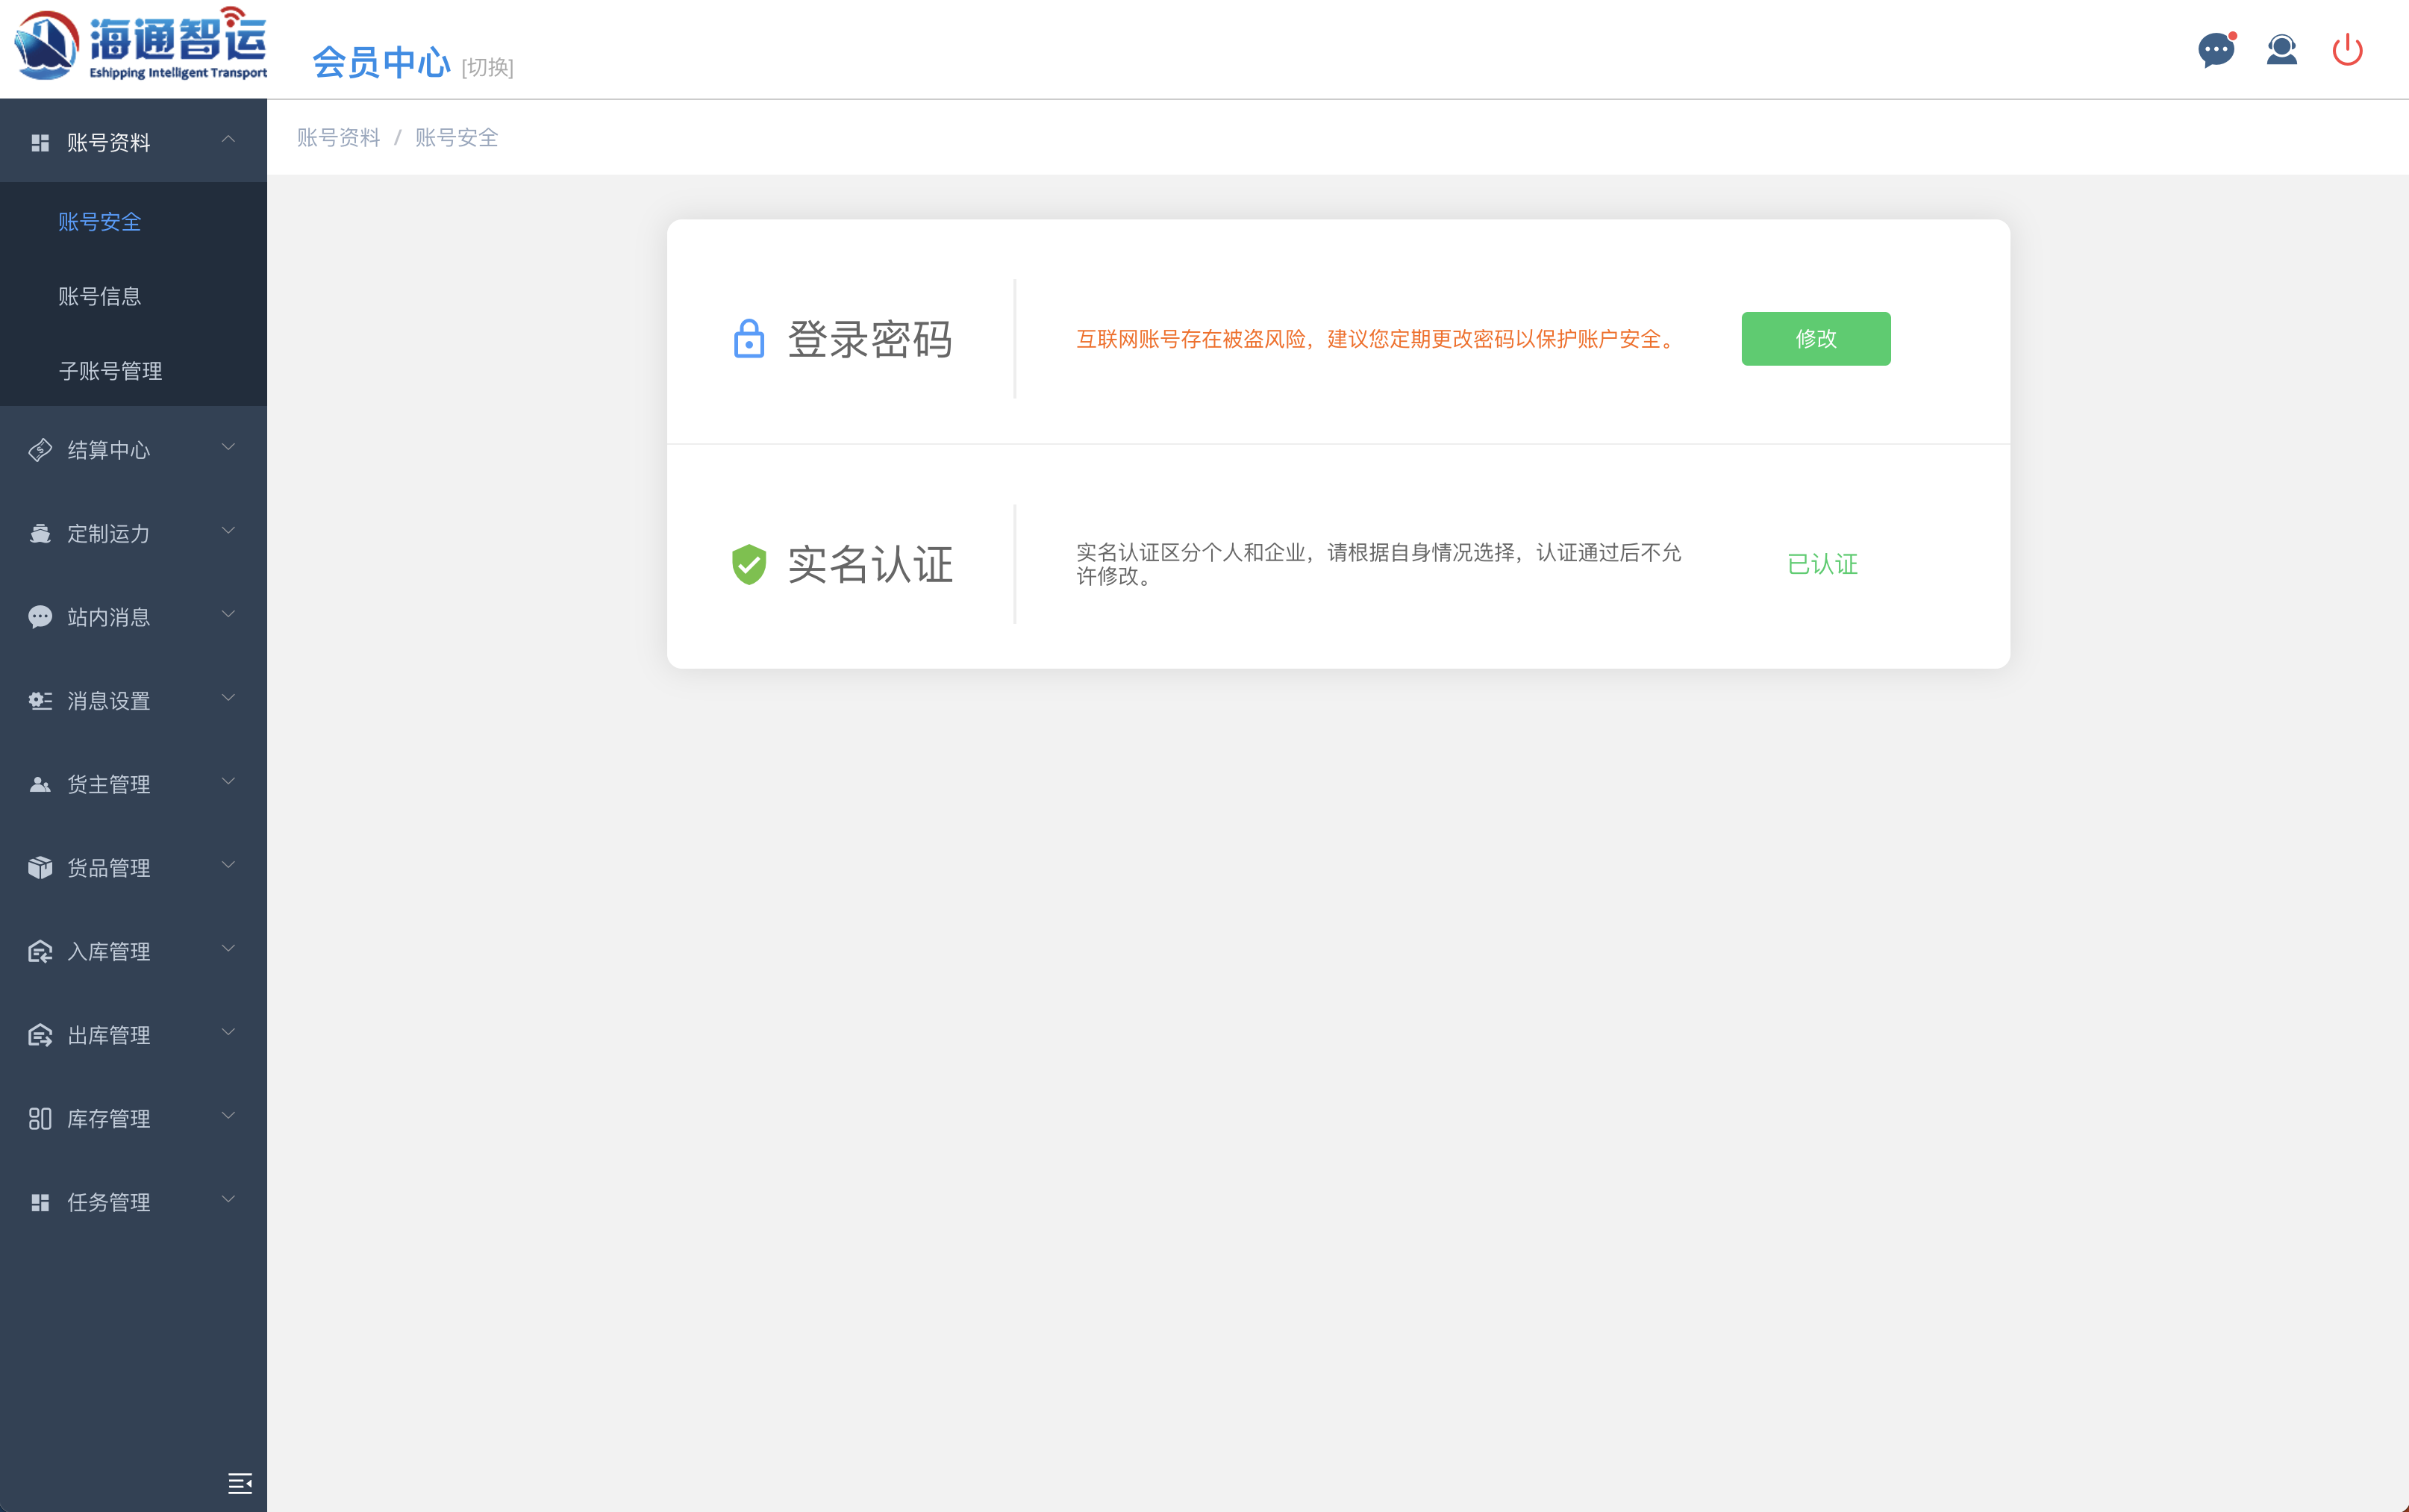 海通智运
Eshipping Intelligent Transport
会员中心 [切换]
账号资料
账号安全
账号信息
子账号管理
结算中心
定制运力
站内消息
消息设置
货主管理
货品管理
入库管理
出库管理
库存管理
任务管理
账号资料 / 账号安全
登录密码
互联网账号存在被盗风险，建议您定期更改密码以保护账户安全。
修改
实名认证
实名认证区分个人和企业，请根据自身情况选择，认证通过后不允
许修改。
已认证